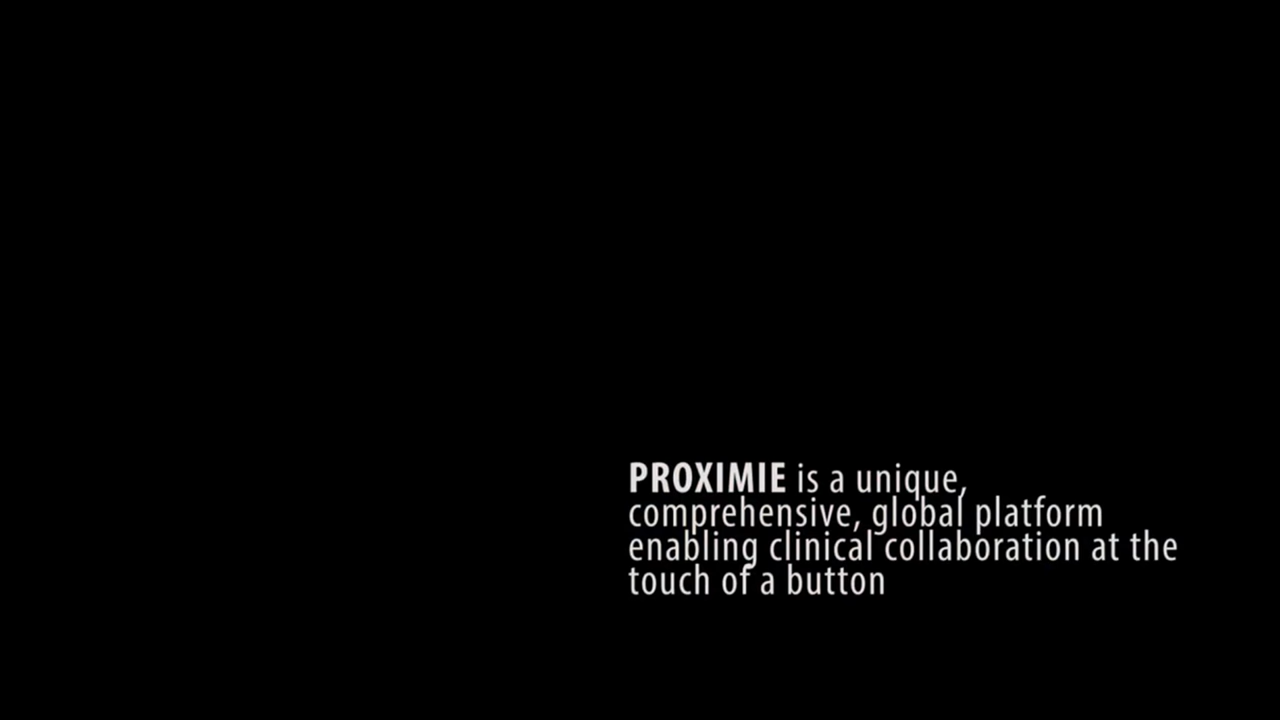 PROXIMIE is a unique,
comprehensive, global platform
enabling clinical collaboration at the
touch of a button